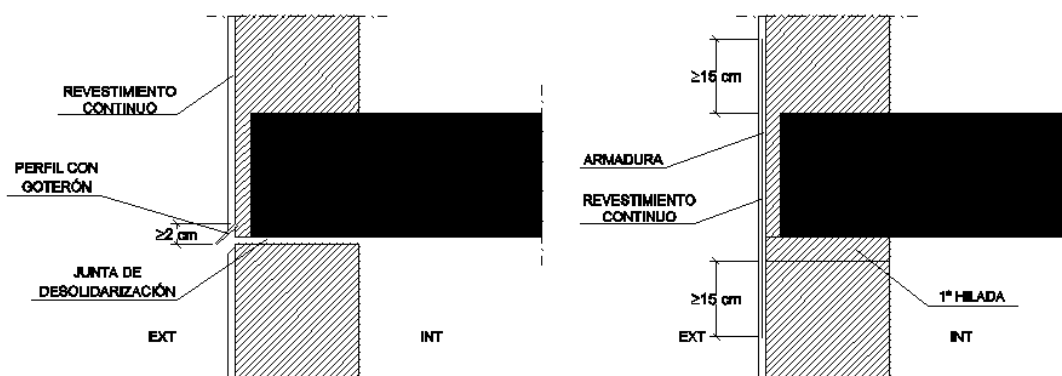 REVESTIMIENTO
CONTINUO
PERFIL CON
GOTERÓN
≥2 cm
JUNTA DE
DESOLIDARIZACIÓN
EXT
INT
≥15 cm
ARMADURA
REVESTIMIENTO
CONTINUO
≥15 cm
1ª HILADA
EXT
INT